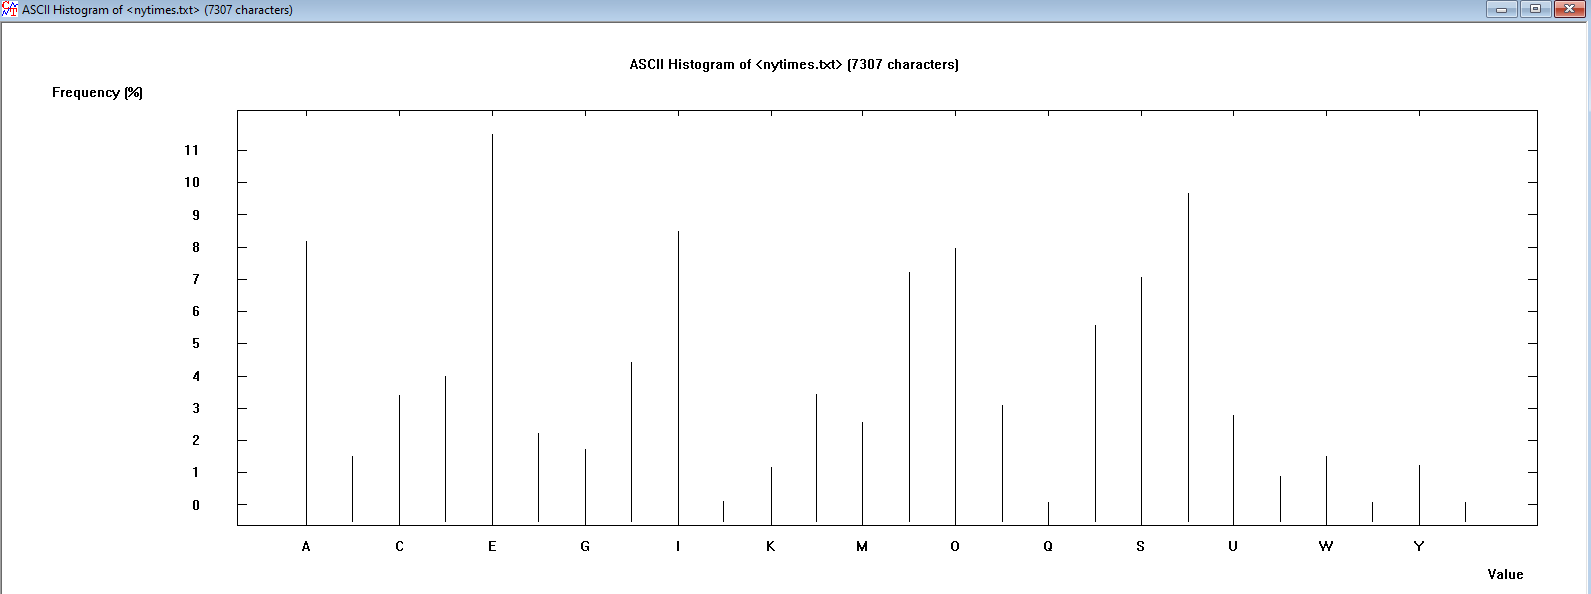 ASCII Histogram of <nytimes.txt> (7307 characters)
ASCII Histogram of <nytimes.txt> (7307 characters)
Frequency (%)
11
10
9
8
7
6
5
4
3
2
1
0
A C E G I K M O Q S U W Y
Value